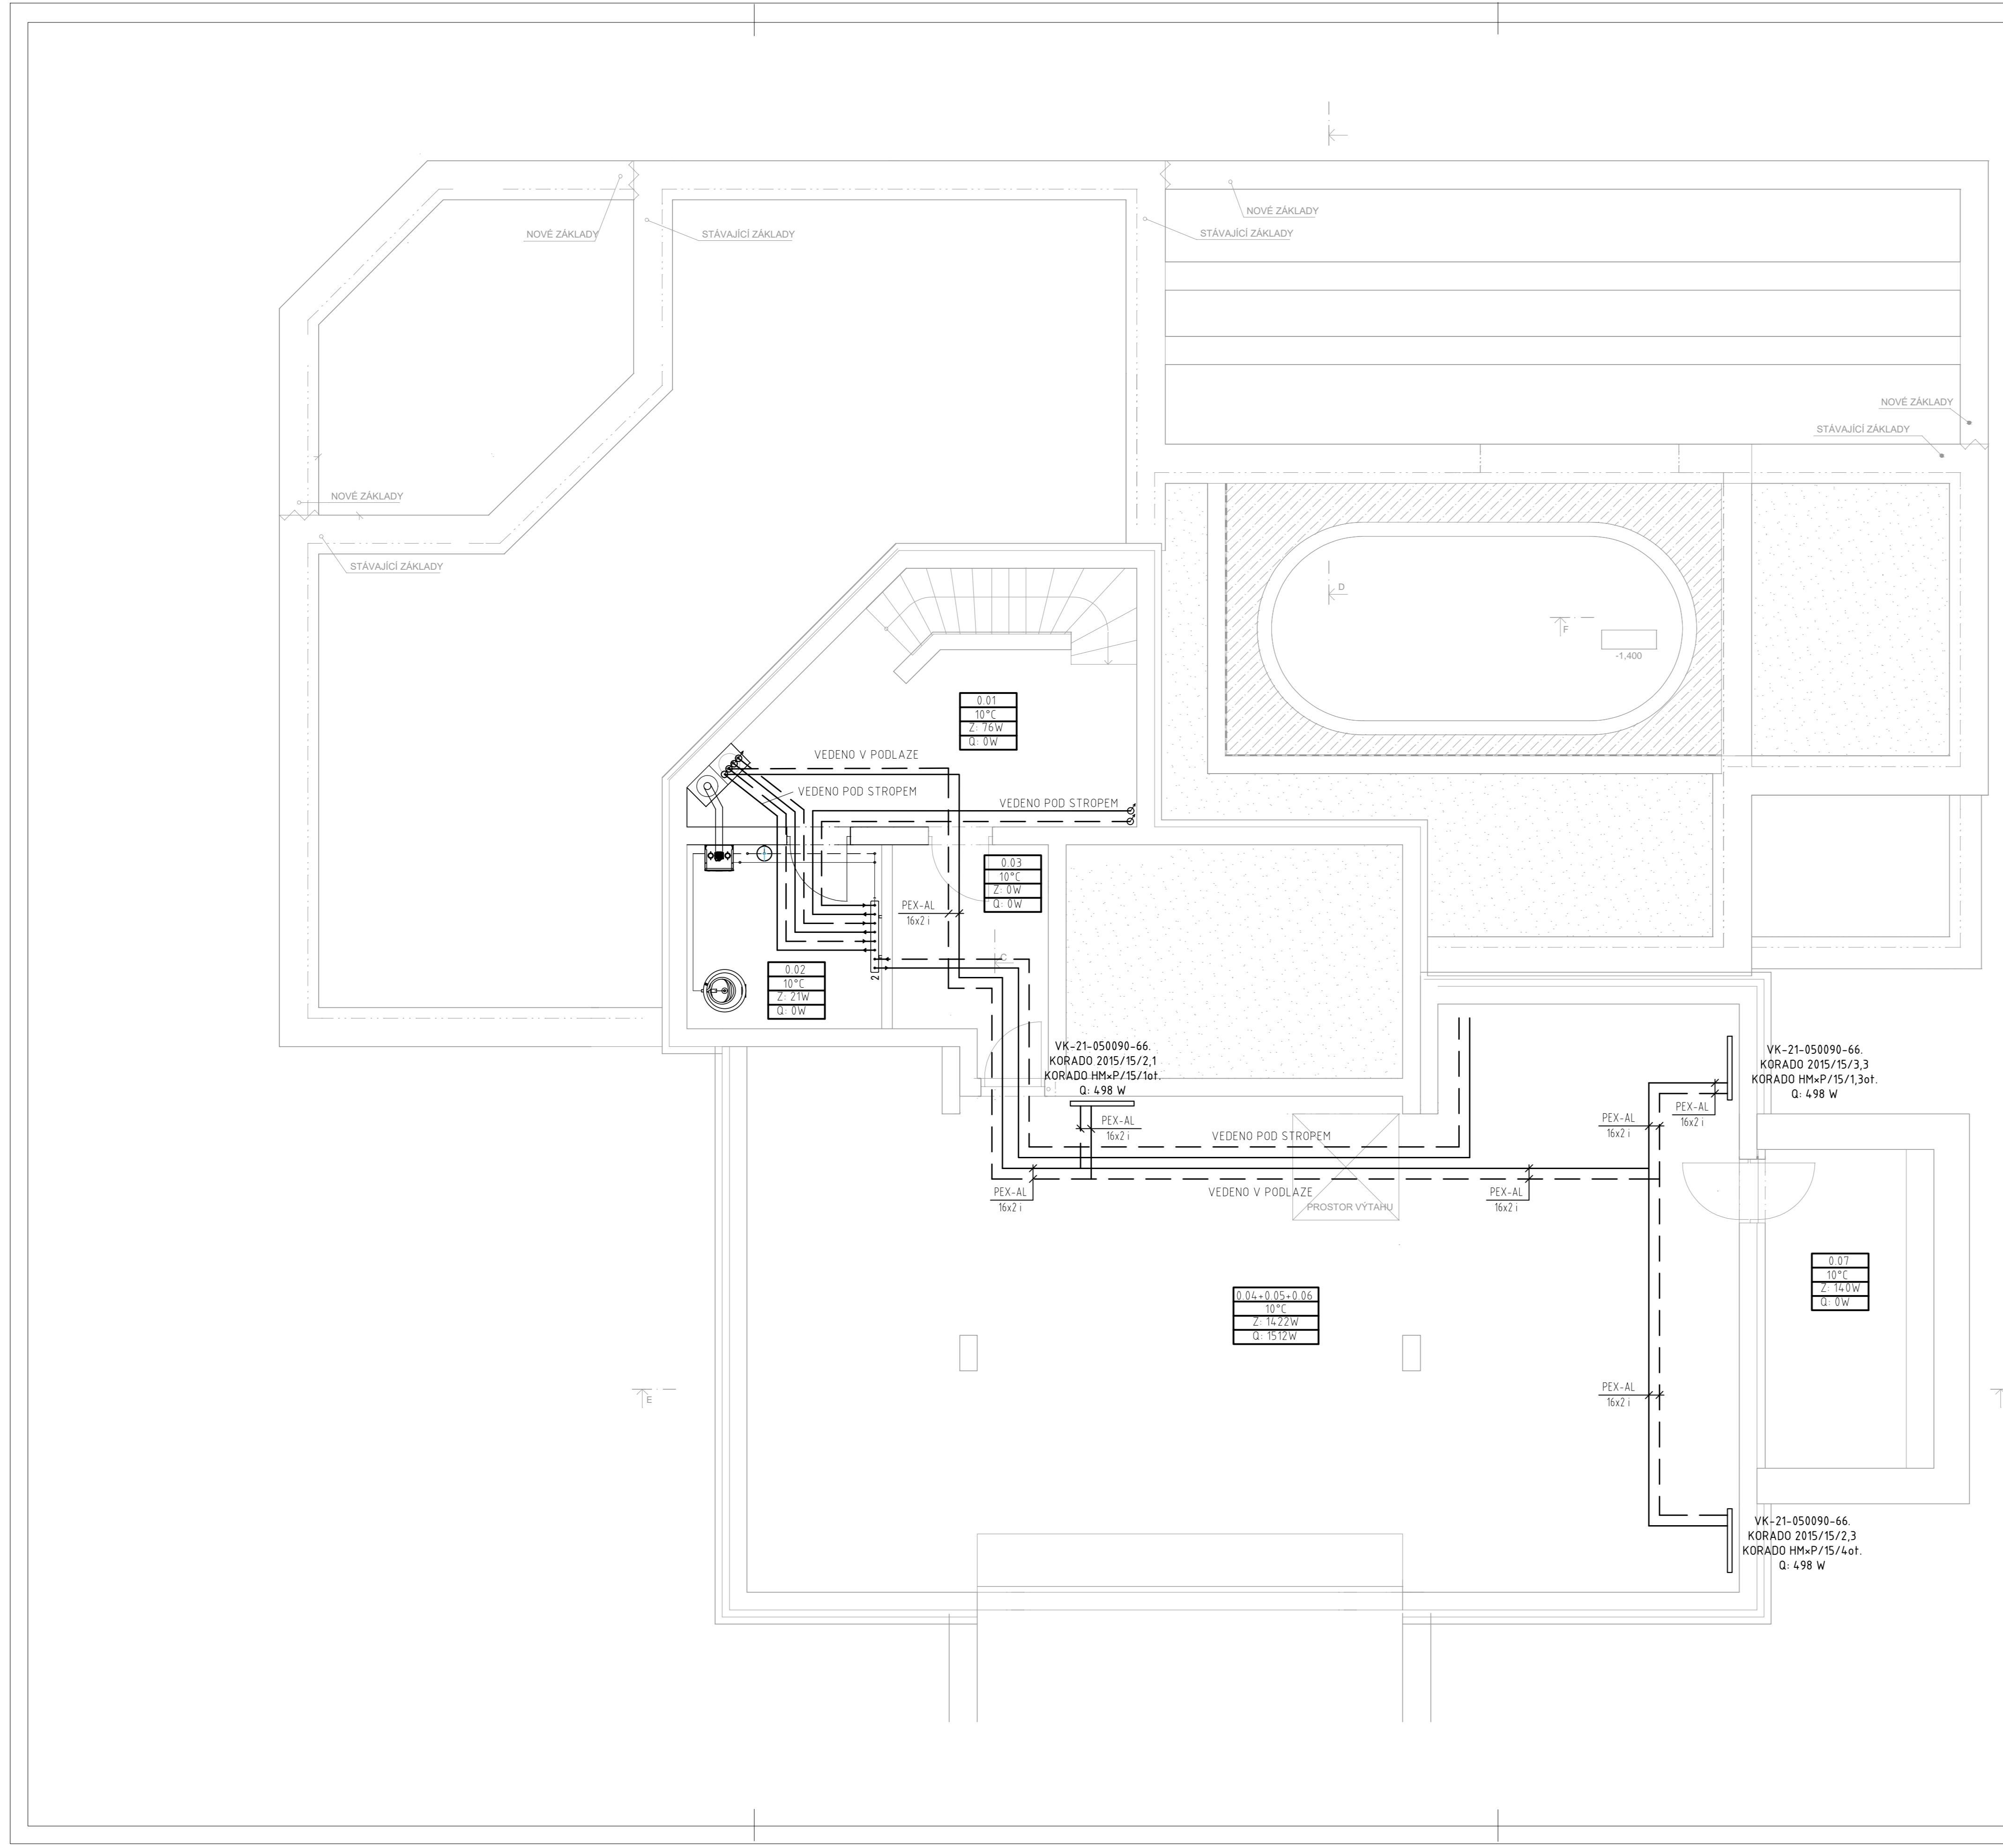 NOVÉ ZÁKLADY
NOVÉ ZÁKLADY
STÁVAJÍCÍ ZÁKLADY
STÁVAJÍCÍ ZÁKLADY
NOVÉ ZÁKLADY
STÁVAJÍCÍ ZÁKLADY
NOVÉ ZÁKLADY
STÁVAJÍCÍ ZÁKLADY
D
F
-1,400
0.01
10°C
Z: 76W
Q: 0W
VEDENO V PODLAZE
VEDENO POD STROPEM
VEDENO POD STROPEM
0.03
10°C
Z: 0W
Q: 0W
PEX-AL
16x2 i
C
0.02
10°C
Z: 21W
Q: 0W
2
VK-21-050090-66.
KORADO 2015/15/2,1
KORADO HM×P/15/1ot.
Q: 498 W
VK-21-050090-66.
KORADO 2015/15/3,3
KORADO HM×P/15/1,3ot.
Q: 498 W
PEX-AL
16x2 i
PEX-AL
16x2 i
PEX-AL
16x2 i
VEDENO POD STROPEM
PEX-AL
16x2 i
VEDENO V PODLAZE
PEX-AL
16x2 i
PROSTOR VÝTAHU
0.07
10°C
Z: 140W
Q: 0W
0.04+0.05+0.06
10°C
Z: 1422W
Q: 1512W
E
PEX-AL
16x2 i
VK-21-050090-66.
KORADO 2015/15/2,3
KORADO HM×P/15/4ot.
Q: 498 W